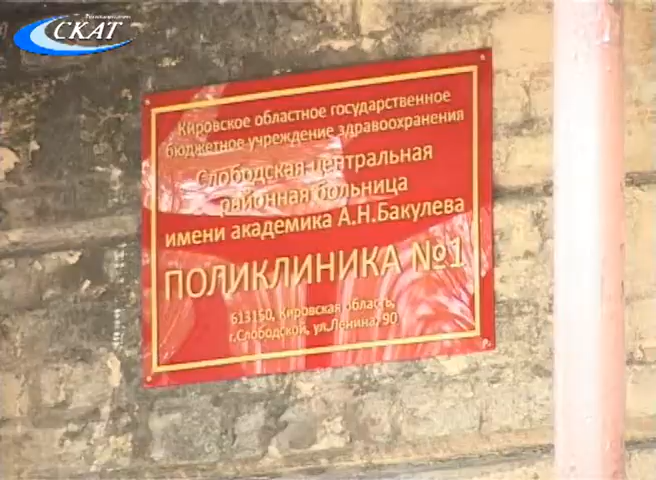 Телекомпания
СКАТ
Кировское областное государственное
бюджетное учреждение здравоохранения
Слободская центральная
районная больница
имени академика А.Н.Бакулева
ПОЛИКЛИНИКА №1
613150, Кировская область,
г.Слободской, ул.Ленина, 90